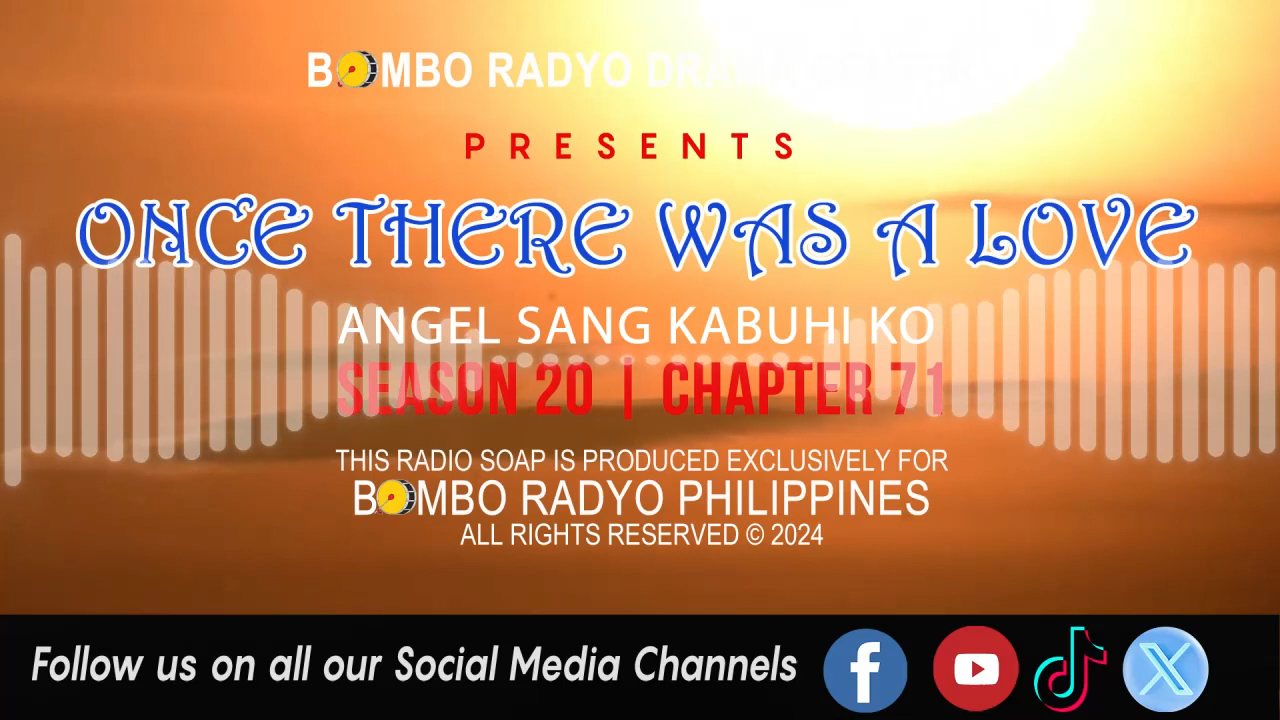 BOMBO RADYO
PRESENTS
ONCE THERE WAS A LOVE
ANGEL SANG KABUHI KO
SEASON 20 | CHAPTER 71
THIS RADIO SOAP IS PRODUCED EXCLUSIVELY FOR
BOMBO RADYO PHILIPPINES
ALL RIGHTS RESERVED © 2024
Follow us on all our Social Media Channels